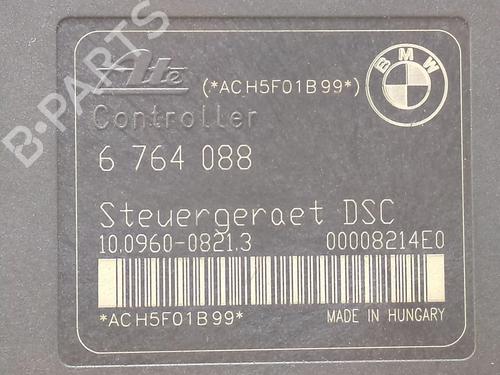 Ate (*ACH5F01B99*)
BMW
Controller
6 764 088
Steuergeraet DSC
10.0960-0821.3 00008214E0
*ACH5F01B99* MADE IN HUNGARY
B-PARTS